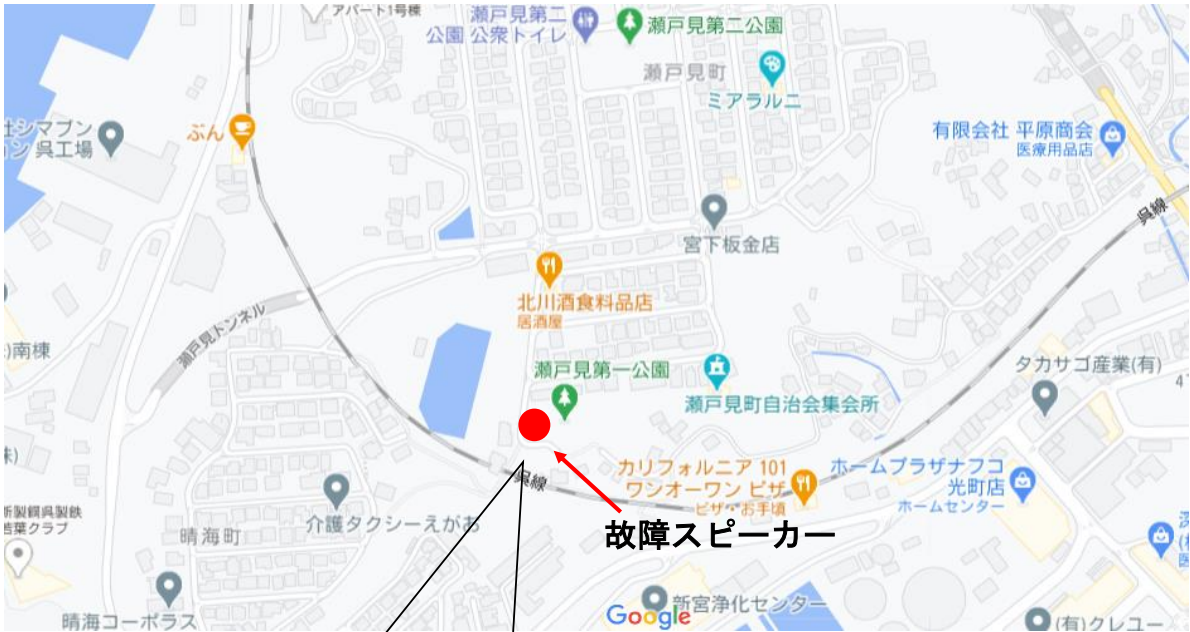 アパート1号棟
瀬戸見第二
公園 公衆トイレ
瀬戸見第二公園
瀬戸見町
ミアラルニ
ぶん
社シマブン
ン 呉工場
有限会社 平原商会
医療用品店
呉線
宮下板金店
北川酒食料品店
居酒屋
瀬戸見トンネル
)南棟
瀬戸見第一公園
タカサゴ産業(有)
瀬戸見町自治会集会所
カリフォルニア 101
ワンオーワン ピザ
ピザ・お手頃
ホームプラザナフコ
光町店
ホームセンター
呉線
故障スピーカー
介護タクシーえがお
晴海町
新製鋼呉製鉄
若葉クラブ
晴海コーポラス
Google
新宮浄化センター
(有)クレユー